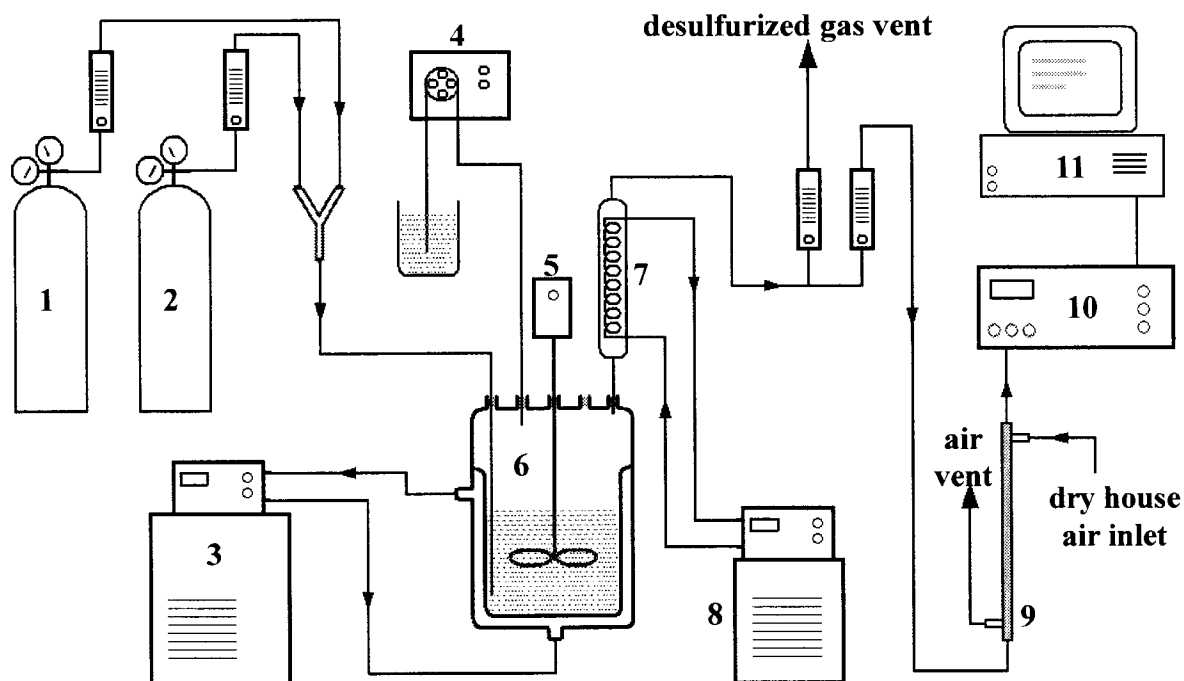 desulfurized gas vent
4
11
1
2
5
7
10
6
air
vent
dry house
air inlet
3
8
9